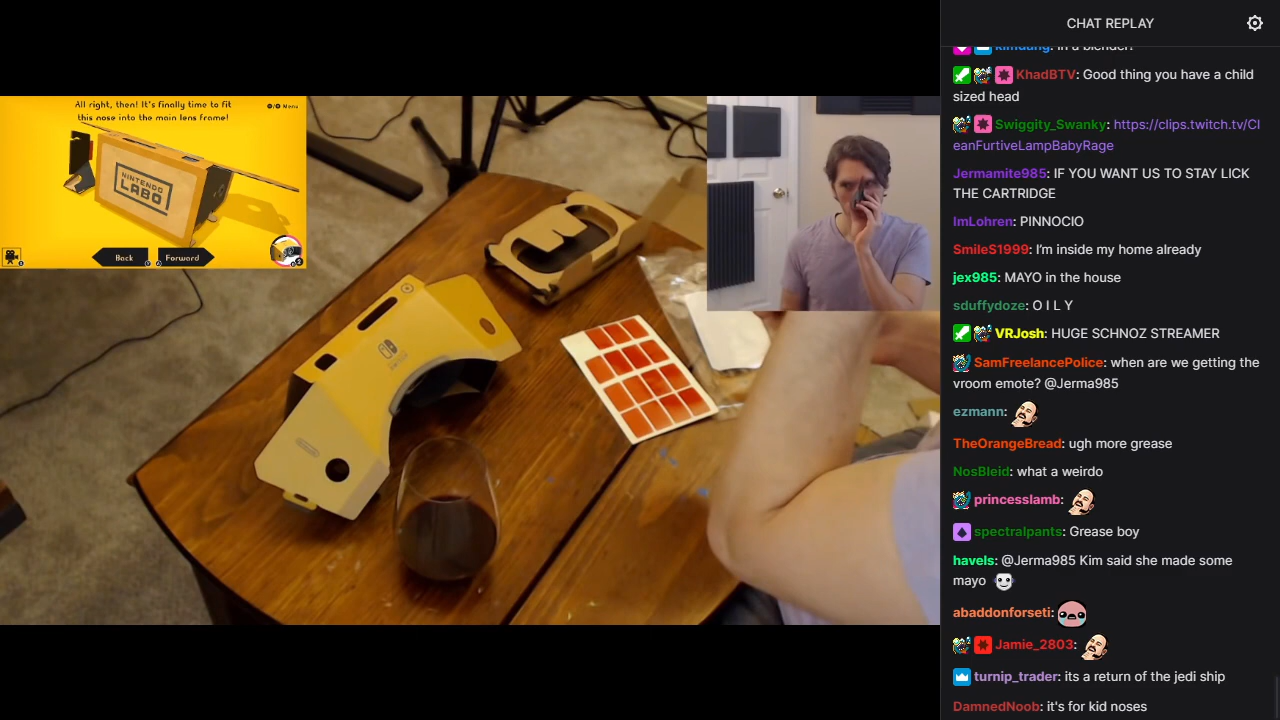 All right, then! It's finally time to fit
this nose into the main lens frame!
Menu
NINTENDO
LABO
Back
Forward
CHAT REPLAY
kimdung: in a blender!
KhadBTV: Good thing you have a child
sized head
Swiggity_Swanky: https://clips.twitch.tv/Cl
eanFurtiveLampBabyRage
Jermamite985: IF YOU WANT US TO STAY LICK
THE CARTRIDGE
ImLohren: PINNOCIO
SmileS1999: I'm inside my home already
jex985: MAYO in the house
sduffydoze: O I L Y
VRJosh: HUGE SCHNOZ STREAMER
SamFreelancePolice: when are we getting the
vroom emote? @Jerma985
ezmann:
TheOrangeBread: ugh more grease
NosBleid: what a weirdo
princesslamb:
spectralpants: Grease boy
havels: @Jerma985 Kim said she made some
mayo
abaddonforseti:
Jamie_2803:
turnip_trader: its a return of the jedi ship
DamnedNoob: it's for kid noses